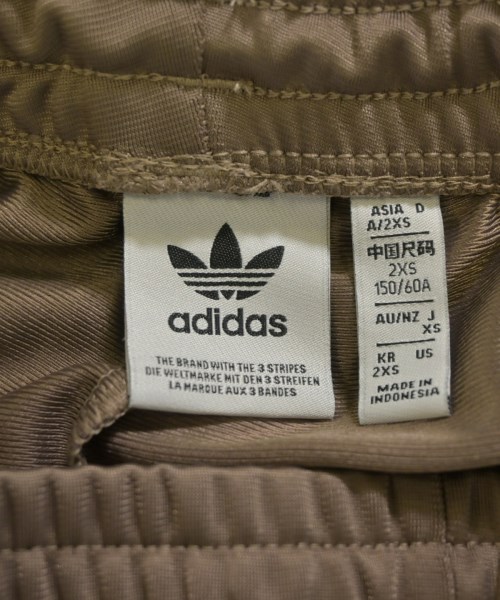 adidas
THE BRAND WITH THE 3 STRIPES
DIE WELTMARKE MIT DEN 3 STREIFEN
LA MARQUE AUX 3 BANDES
ASIA D
A/2XS
中国尺码
2XS
150/60A
AU/NZ J
XS
KR US
2XS
MADE IN
INDONESIA